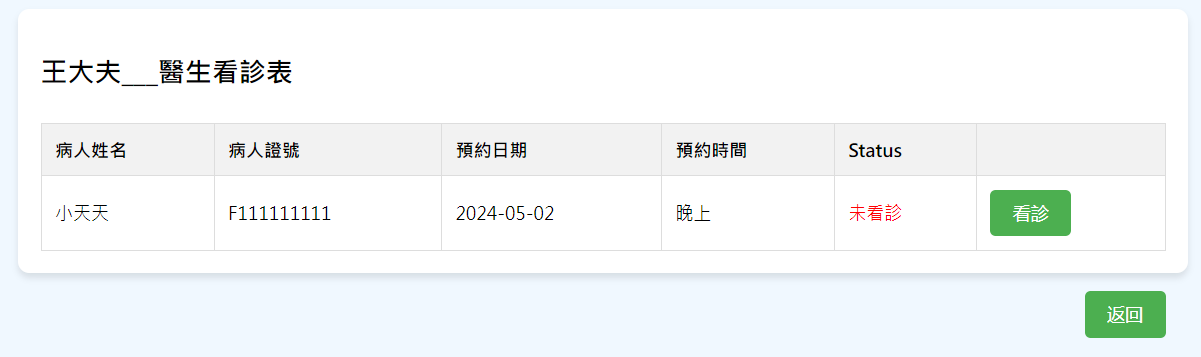 王大夫___醫生看診表
病人姓名 病人證號 預約日期 預約時間 Status
小天天 F111111111 2024-05-02 晚上 未看診 看診
返回